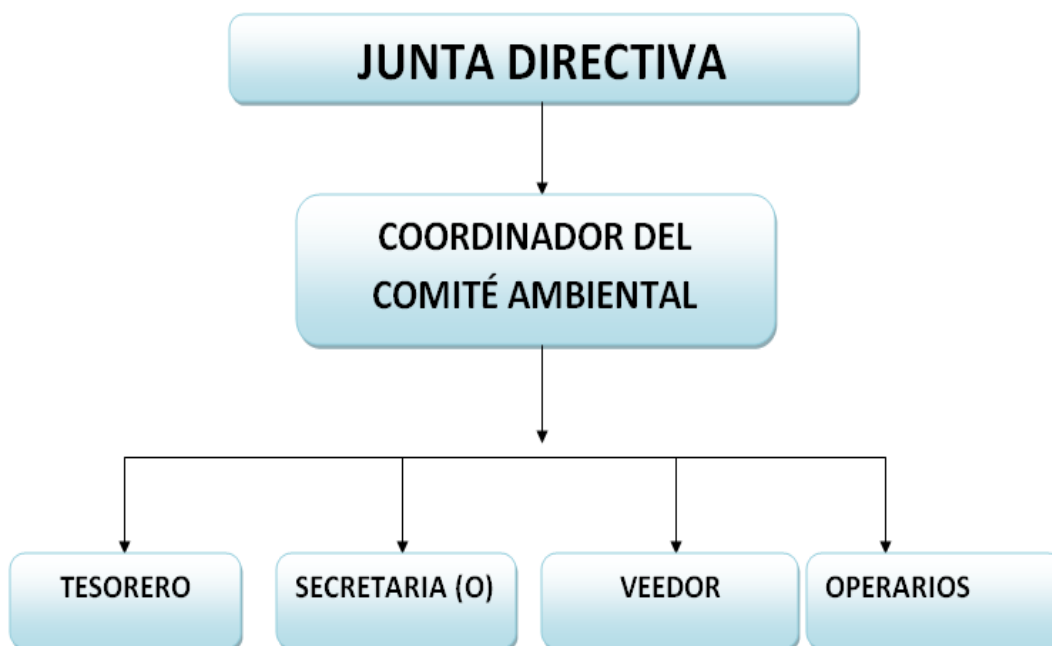 JUNTA DIRECTIVA
COORDINADOR DEL
COMITÉ AMBIENTAL
TESORERO
SECRETARIA (O)
VEEDOR
OPERARIOS